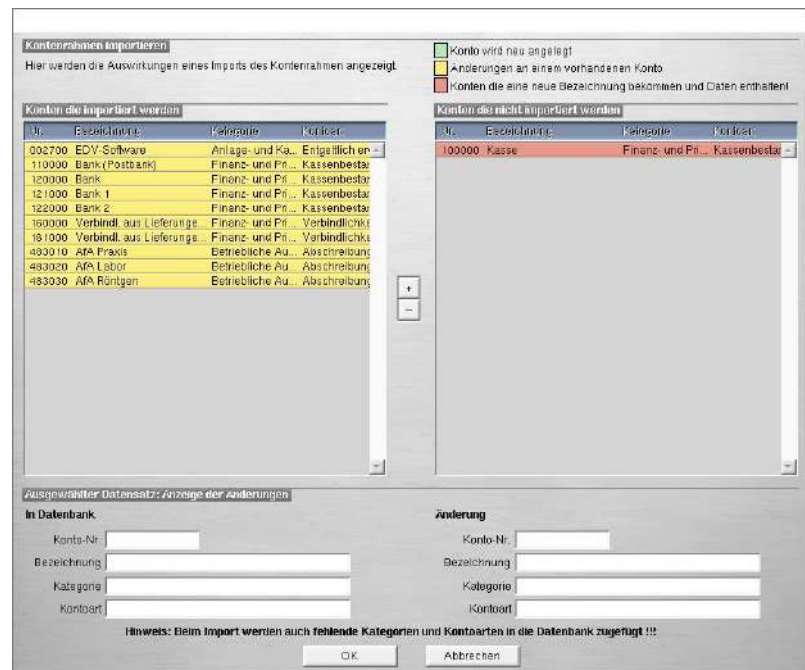 Kontenrahmen importieren
Hier werden die Auswirkungen eines Imports des Kontenrahmen angezeigt
Konto wird neu angelegt
Änderungen an einem vorhandenen Konto
Konten die eine neue Bezeichnung bekommen und Daten enthalten!
Konten die importiert werden
Nr. Bezeichnung Kategorie Kontoart
002700 EDV-Software Anlage- und Ka... Entgeltlich er
110000 Bank (Postbank) Finanz- und Pri... Kassenbestar
120000 Bank Finanz- und Pri... Kassenbestar
121000 Bank 1 Finanz- und Pri... Kassenbestar
122000 Bank 2 Finanz- und Pri... Kassenbestar
160000 Verbindl. aus Lieferunge... Finanz- und Pri... Verbindlichke
161000 Verbindl. aus Lieferunge... Finanz- und Pri... Verbindlichke
483010 AfA Praxis Betriebliche Au... Abschreibung
483020 AfA Labor Betriebliche Au... Abschreibung
483030 AfA Röntgen Betriebliche Au... Abschreibung
+
–
Konten die nicht importiert werden
Nr. Bezeichnung Kategorie Kontoart
100000 Kasse Finanz- und Pri... Kassenbestar
Ausgewählter Datensatz: Anzeige der Änderungen
In Datenbank
Konto-Nr.
Bezeichnung
Kategorie
Kontoart
Änderung
Konto-Nr.
Bezeichnung
Kategorie
Kontoart
Hinweis: Beim Import werden auch fehlende Kategorien und Kontoarten in die Datenbank zugefügt !!!
OK
Abbrechen